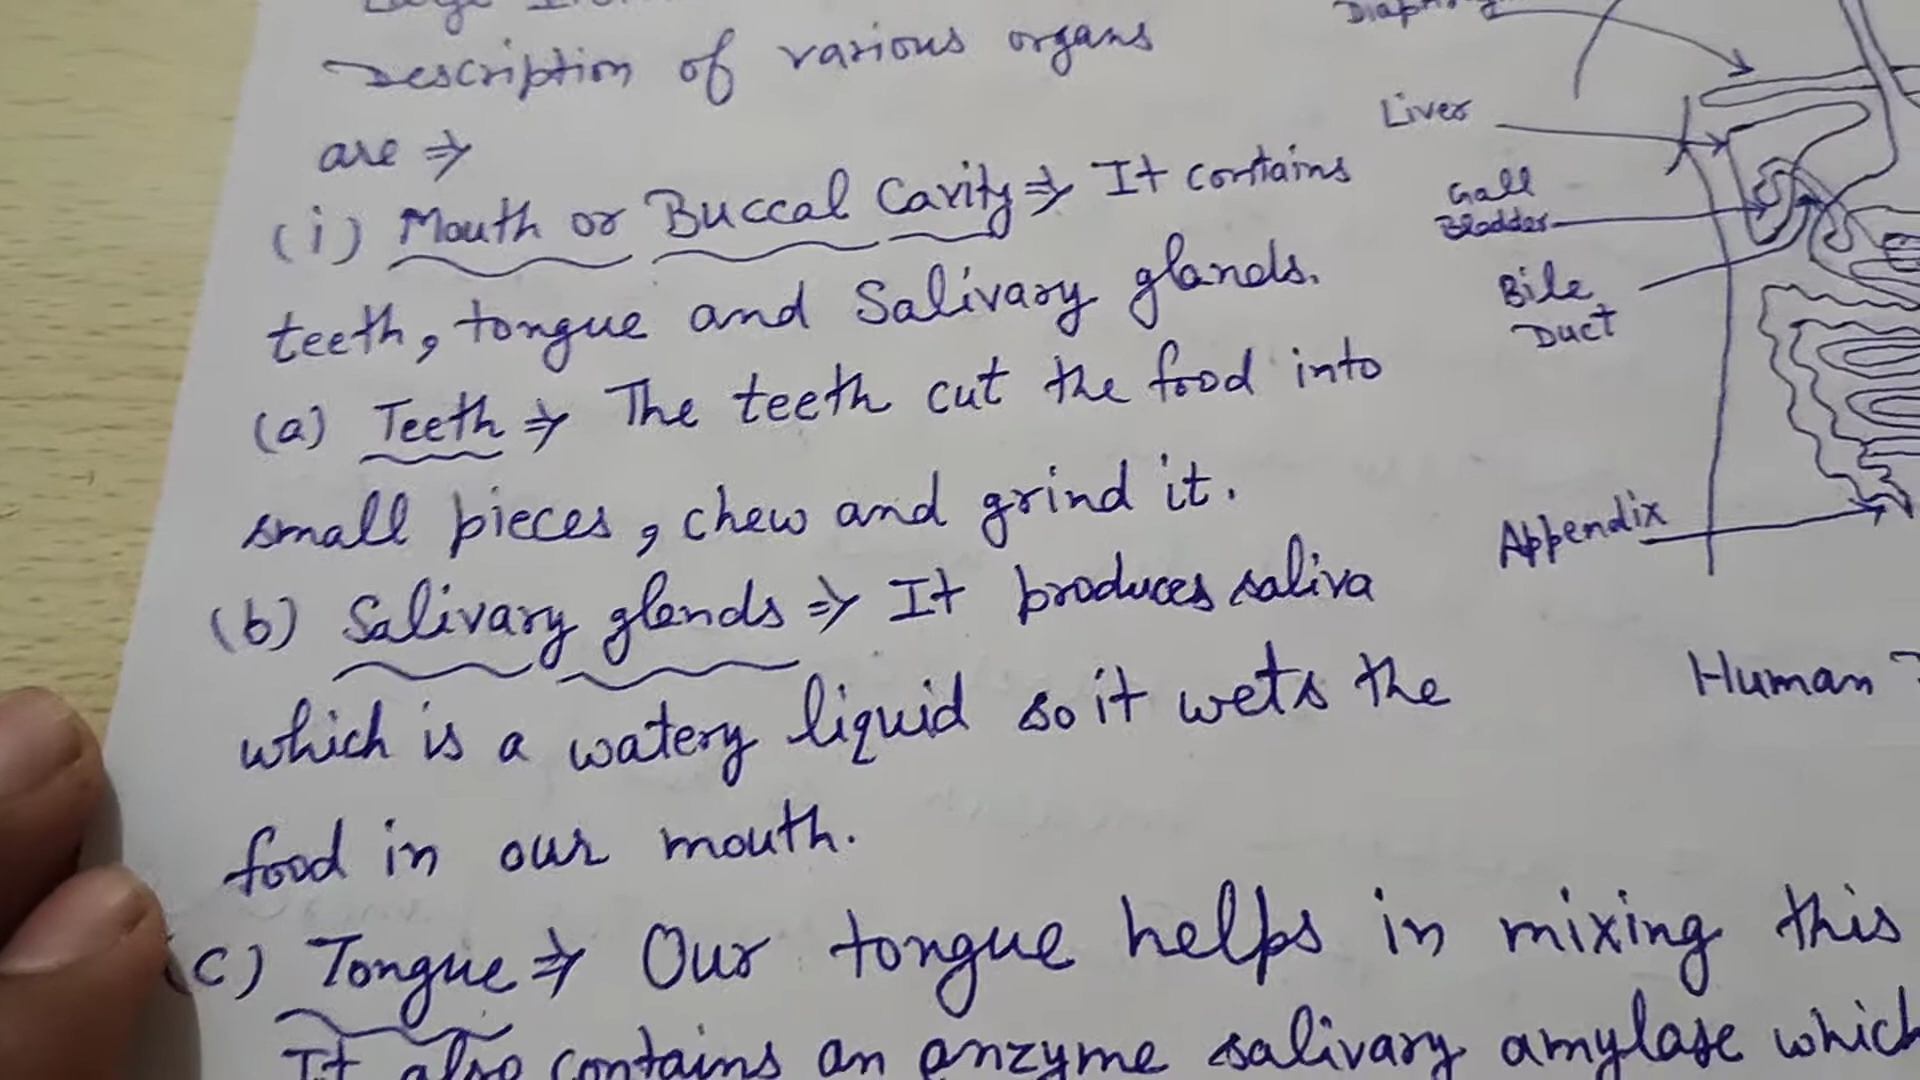 Large
Description of various organs
are ⇒
(i) Mouth or Buccal Cavity ⇒ It contains
teeth, tongue and Salivary glands.
(a) Teeth ⇒ The teeth cut the food into
small pieces, chew and grind it.
(b) Salivary glands ⇒ It produces saliva
which is a watery liquid so it wets the
food in our mouth.
(c) Tongue ⇒ Our tongue helps in mixing this
It also contains an enzyme salivary amylase which
Liver
Gall
Bladder
Bile
Duct
Appendix
Human